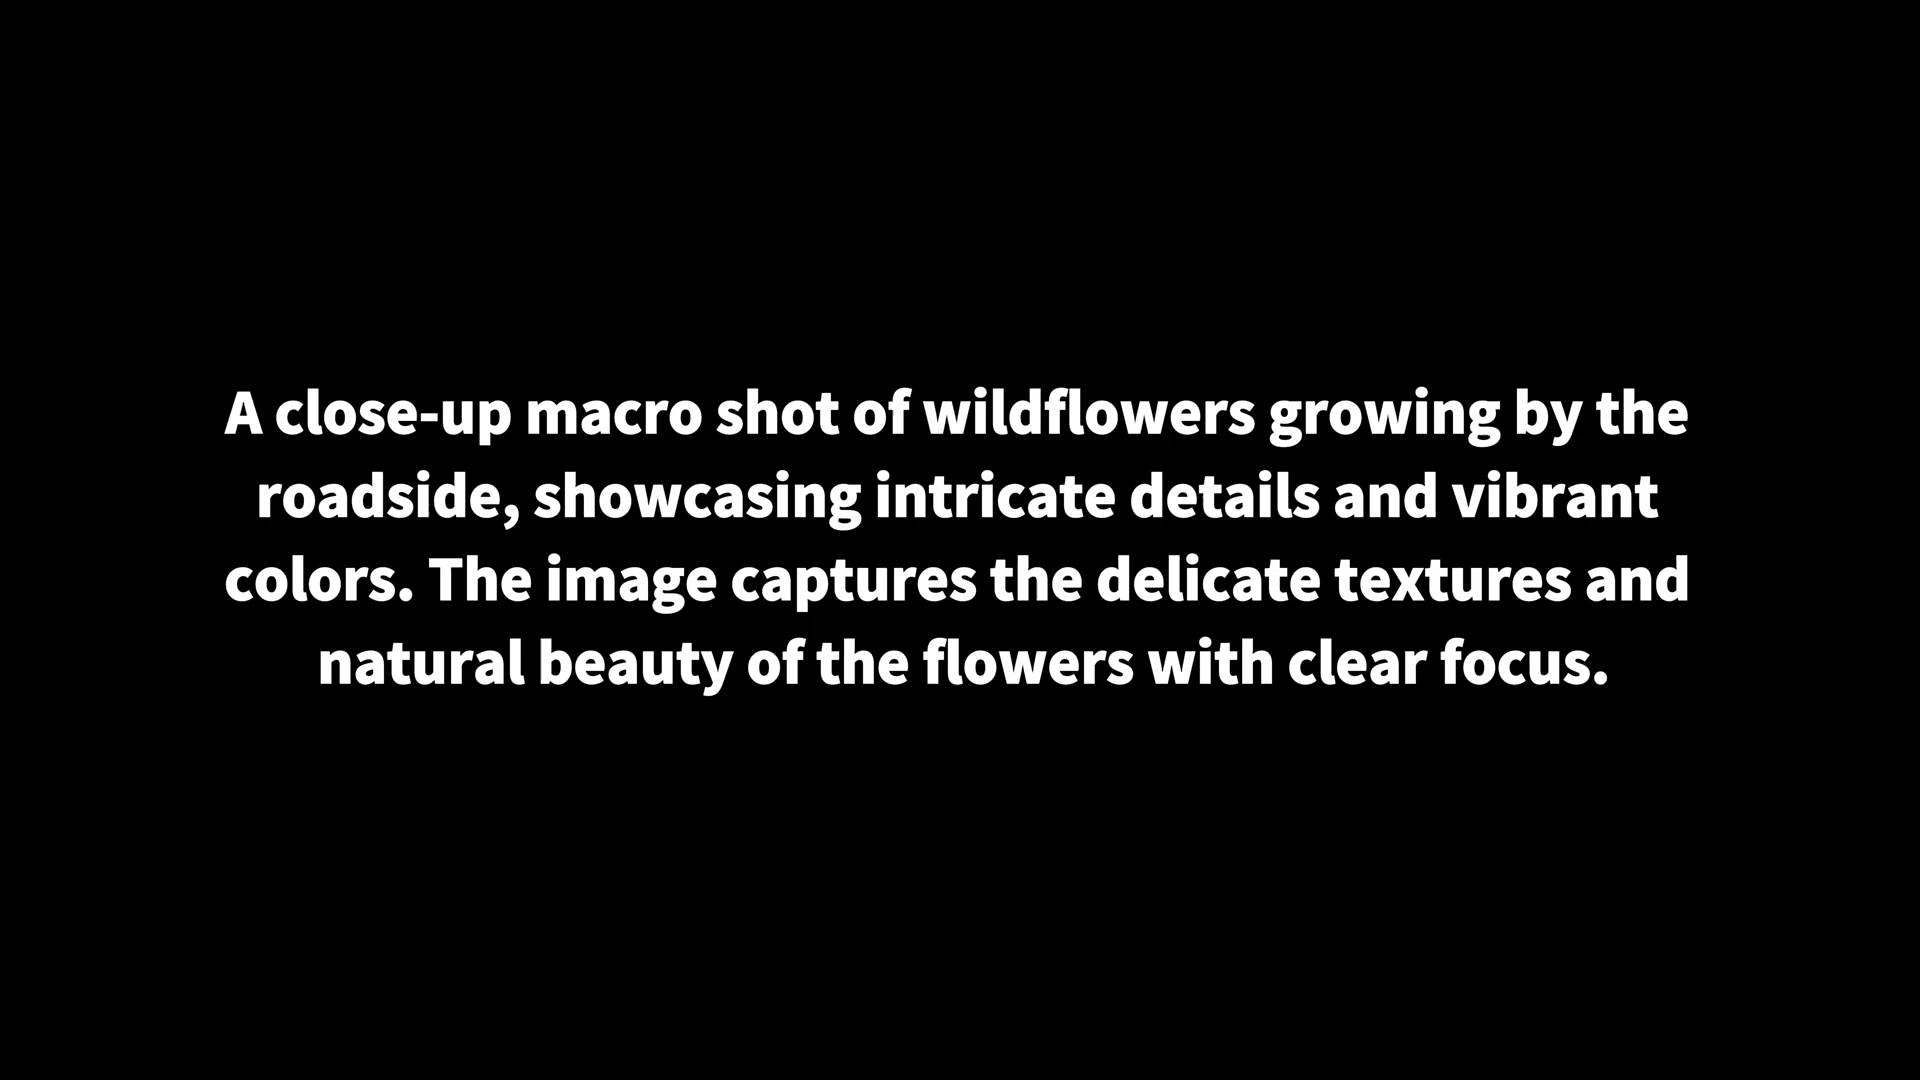 A close-up macro shot of wildflowers growing by the
roadside, showcasing intricate details and vibrant
colors. The image captures the delicate textures and
natural beauty of the flowers with clear focus.